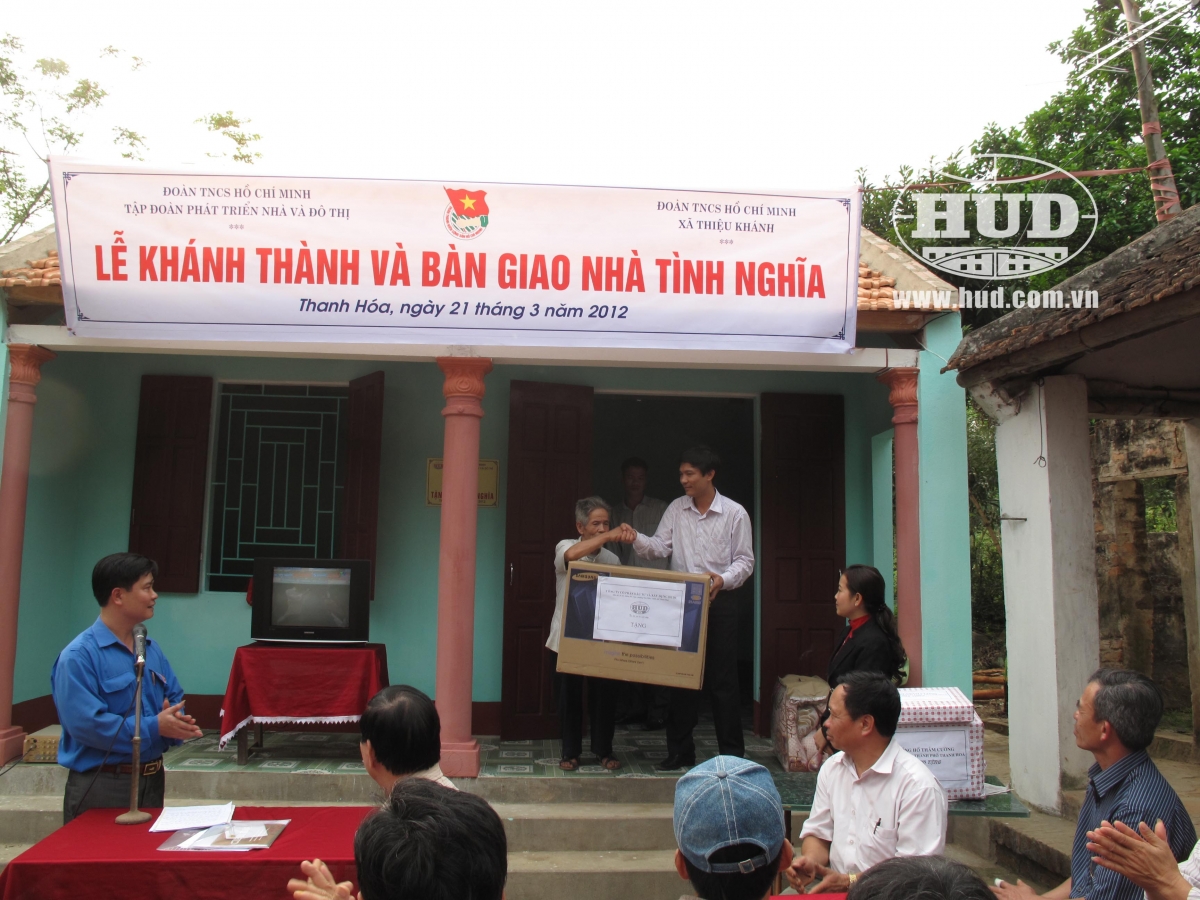 ĐOÀN TNCS HỒ CHÍ MINH
TẬP ĐOÀN PHÁT TRIỂN NHÀ VÀ ĐÔ THỊ
***
ĐOÀN TNCS HỒ CHÍ MINH
XÃ THIỆU KHÁNH
***
LỄ KHÁNH THÀNH VÀ BÀN GIAO NHÀ TÌNH NGHĨA
Thanh Hóa, ngày 21 tháng 3 năm 2012
HUD
www.hud.com.vn
SAMSUNG
HUD
TẶNG